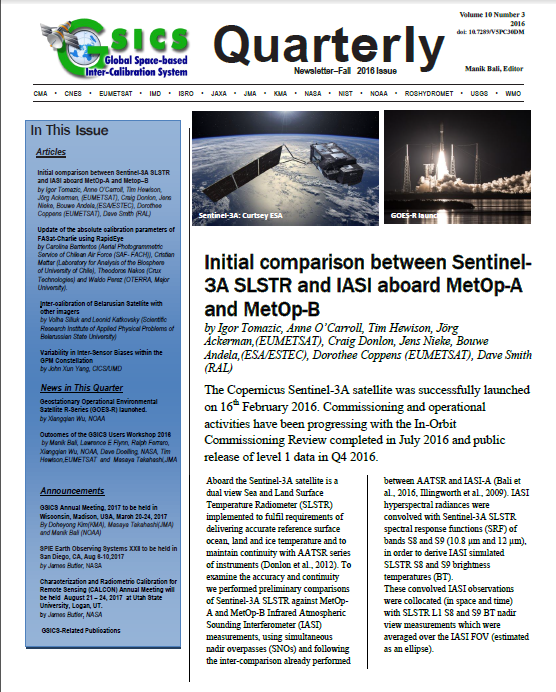 GSICS
Global Space-based
Inter-Calibration System
Quarterly
Newsletter–Fall 2016 Issue
Volume 10 Number 3
2016
doi: 10.7289/V5PC30DM
Manik Bali, Editor
CMA • CNES • EUMETSAT • IMD • ISRO • JAXA • JMA • KMA • NASA • NIST • NOAA • ROSHYDROMET • USGS • WMO
In This Issue
Articles
Initial comparison between Sentinel-3A SLSTR
and IASI aboard MetOp-A and Metop–B
by Igor Tomazic, Anne O'Carroll, Tim Hewison,
Jörg Ackerman, (EUMETSAT), Craig Donlon, Jens
Nieke, Bouwe Andela,(ESA/ESTEC), Dorothee
Coppens (EUMETSAT), Dave Smith (RAL)
Update of the absolute calibration parameters of
FASat-Charlie using RapidEye
by Carolina Barrientos (Aerial Photogrammetric
Service of Chilean Air Force (SAF- FACH)), Cristian
Mattar (Laboratory for Analysis of the Biosphere
of University of Chile), Theodoros Nakos (Crux
Technologies) and Waldo Perez (OTERRA, Major
University).
Inter-calibration of Belarusian Satellite with
other imagers
by Volha Siliuk and Leonid Katkovsky (Scientific
Research Institute of Applied Physical Problems of
Belarusian State University)
Variability in Inter-Sensor Biases within the
GPM Constellation
by John Xun Yang, CICS/UMD
News in This Quarter
Geostationary Operational Environmental
Satellite R-Series (GOES-R) launched.
by Xiangqian Wu, NOAA
Outcomes of the GSICS Users Workshop 2016
by Manik Bali, Lawrence E Flynn, Ralph Ferraro,
Xiangqian Wu, NOAA, Dave Doelling, NASA, Tim
Hewison,EUMETSAT and Masaya Takahashi,JMA
Announcements
GSICS Annual Meeting, 2017 to be held in
Wisconsin, Madison, USA, March 20-24, 2017
By Doheyong Kim(KMA), Masaya Takahashi(JMA)
and Manik Bali (NOAA)
SPIE Earth Observing Systems XXII to be held in
San Diego, CA, Aug 6-10,2017
by James Butler, NASA
Characterization and Radiometric Calibration for
Remote Sensing (CALCON) Annual Meeting will
be held August 21 – 24, 2017 at Utah State
University, Logan, UT.
by James Butler, NASA
GSICS-Related Publications
Sentinel-3A: Curtsey ESA
GOES-R launch
Initial comparison between Sentinel-
3A SLSTR and IASI aboard MetOp-A
and MetOp-B
by Igor Tomazic, Anne O'Carroll, Tim Hewison, Jörg
Ackerman,(EUMETSAT), Craig Donlon, Jens Nieke, Bouwe
Andela,(ESA/ESTEC), Dorothee Coppens (EUMETSAT), Dave Smith
(RAL)
The Copernicus Sentinel-3A satellite was successfully launched
on 16th February 2016. Commissioning and operational
activities have been progressing with the In-Orbit
Commissioning Review completed in July 2016 and public
release of level 1 data in Q4 2016.
Aboard the Sentinel-3A satellite is a
dual view Sea and Land Surface
Temperature Radiometer (SLSTR)
implemented to fulfil requirements of
delivering accurate reference surface
ocean, land and ice temperature and to
maintain continuity with AATSR series
of instruments (Donlon et al., 2012). To
examine the accuracy and continuity
we performed preliminary comparisons
of Sentinel-3A SLSTR against MetOp-
A and MetOp-B Infrared Atmospheric
Sounding Interferometer (IASI)
measurements, using simultaneous
nadir overpasses (SNOs) and following
the inter-comparison already performed
between AATSR and IASI-A (Bali et
al., 2016, Illingworth et al., 2009). IASI
hyperspectral radiances were
convolved with Sentinel-3A SLSTR
spectral response functions (SRF) of
bands S8 and S9 (10.8 µm and 12 µm),
in order to derive IASI simulated
SLSTR S8 and S9 brightness
temperatures (BT).
These convolved IASI observations
were collocated (in space and time)
with SLSTR L1 S8 and S9 BT nadir
view measurements which were
averaged over the IASI FOV (estimated
as an ellipse).